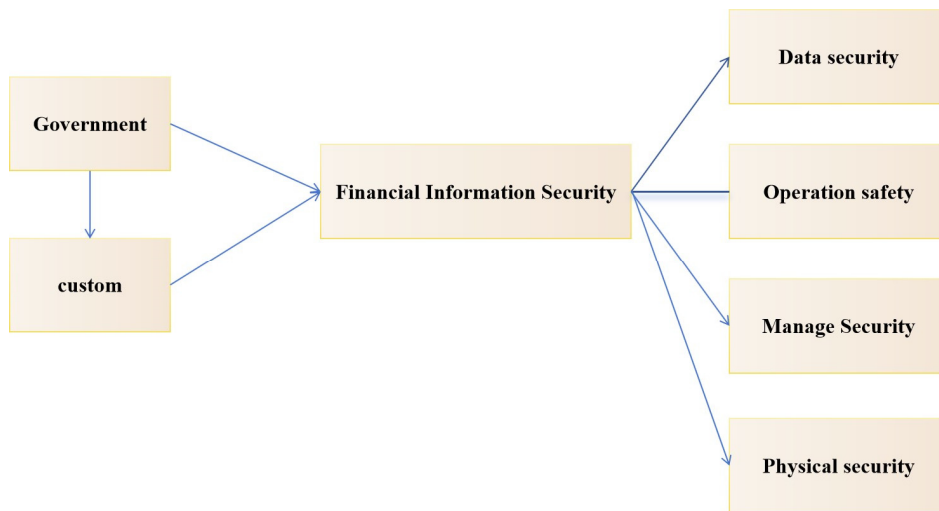 Government
custom
Financial Information Security
Data security
Operation safety
Manage Security
Physical security